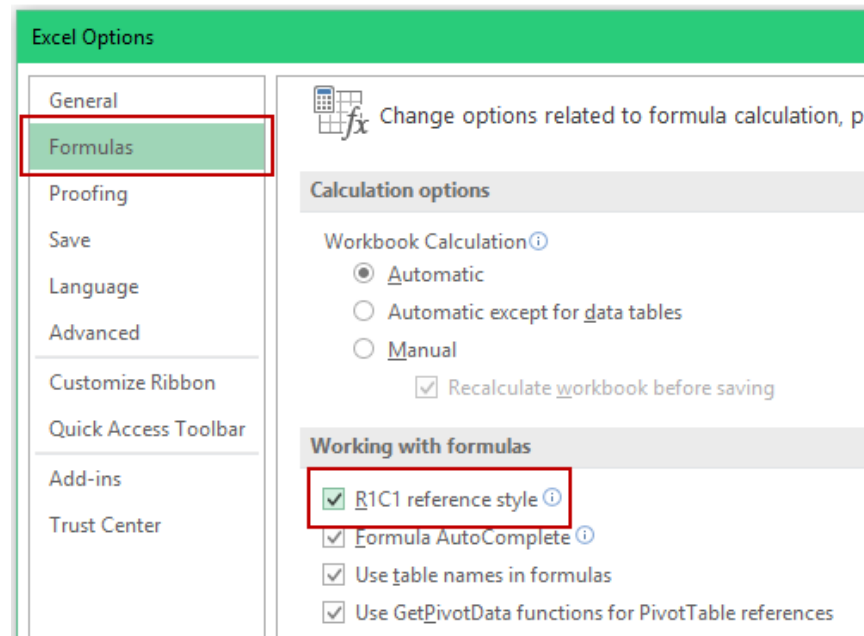 Excel Options
General
Formulas
Proofing
Save
Language
Advanced
Customize Ribbon
Quick Access Toolbar
Add-ins
Trust Center
fx Change options related to formula calculation, p
Calculation options
Workbook Calculation
Automatic
Automatic except for data tables
Manual
Recalculate workbook before saving
Working with formulas
R1C1 reference style
Formula AutoComplete
Use table names in formulas
Use GetPivotData functions for PivotTable references